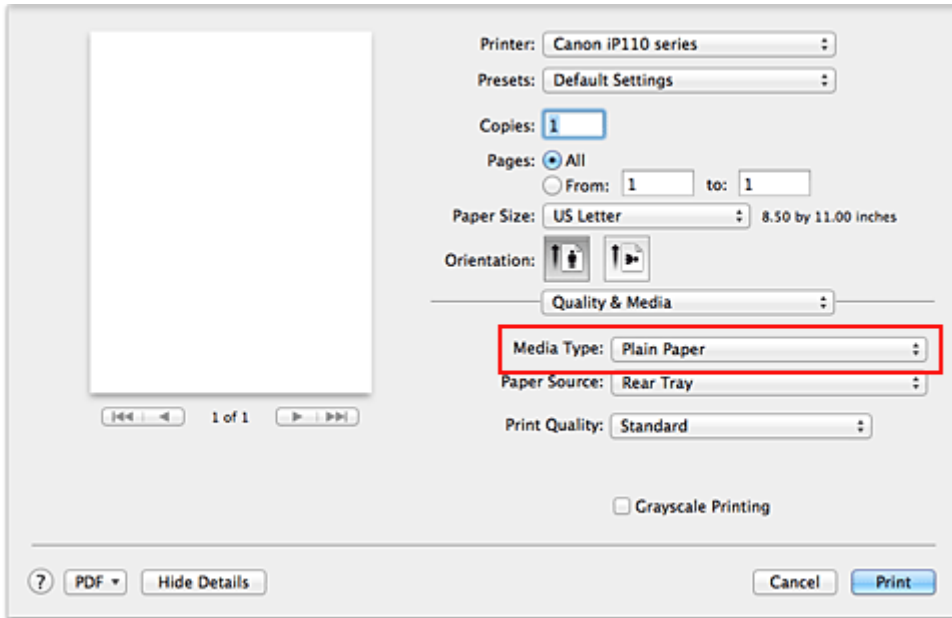 Printer: Canon iP110 series
Presets: Default Settings
Copies: 1
Pages: All
From: 1 to: 1
Paper Size: US Letter 8.50 by 11.00 inches
Orientation:
Quality & Media
Media Type: Plain Paper
Paper Source: Rear Tray
1 of 1
Print Quality: Standard
Grayscale Printing
? PDF Hide Details Cancel Print